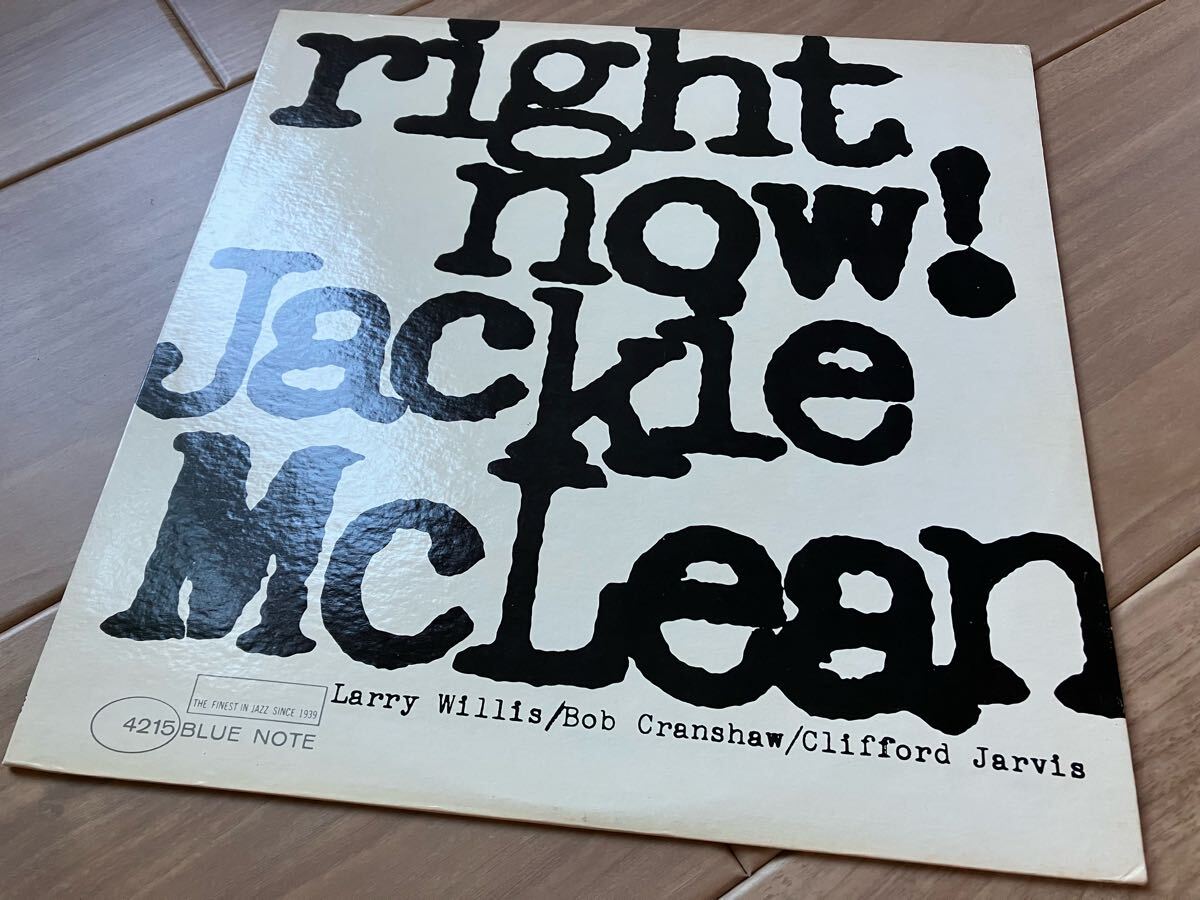 right
now!
Jackie
McLean
Larry Willis/Bob Cranshaw/Clifford Jarvis
THE FINEST IN JAZZ SINCE 1939
4215 BLUE NOTE